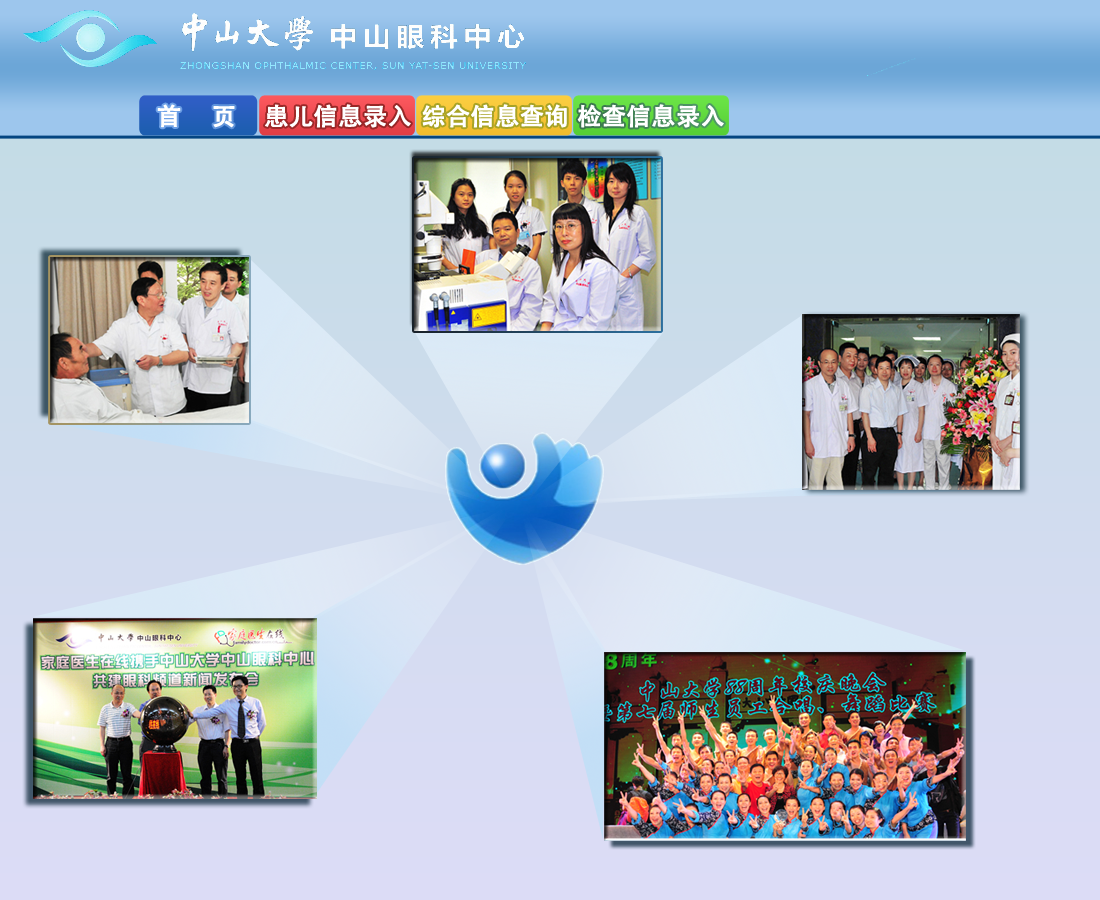 中山大學 中山眼科中心
ZHONGSHAN OPHTHALMIC CENTER, SUN YAT-SEN UNIVERSITY
首 页 患儿信息录入 综合信息查询 检查信息录入
中山大學 中山眼科中心 家庭医生在线
家庭医生在线携手中山大学中山眼科中心
共建眼科频道新闻发布会
8周年
中山大学88周年校庆晚会
第七届师生员工合唱、舞蹈比赛